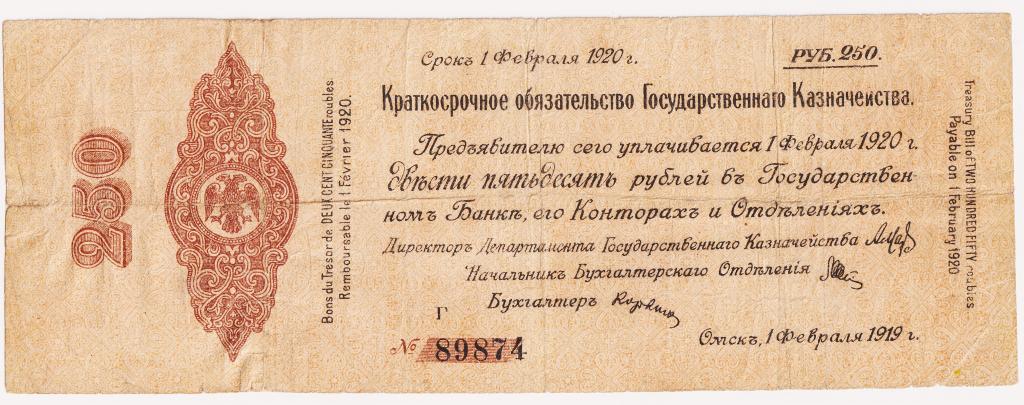 250
Bons du Tresor de DEUX CENT CINQUANTE roubles
Remboursable le 1 Février 1920.
Срокъ 1 Февраля 1920 г.
РУБ. 250.
Краткосрочное обязательство Государственнаго Казначейства.
Предъявителю сего уплачивается 1 Февраля 1920 г.
двѣсти пятьдесятъ рублей въ Государствен-
номъ Банкѣ, его Конторахъ и Отдѣленіяхъ.
Директоръ Департамента Государственнаго Казначейства
Начальникъ Бухгалтерскаго Отдѣленія
Бухгалтеръ
Г
№ 89874
Омскъ, 1 Февраля 1919 г.
Treasury Bill of TWO HUNDRED FIFTY roubles
Payable on 1 february 1920